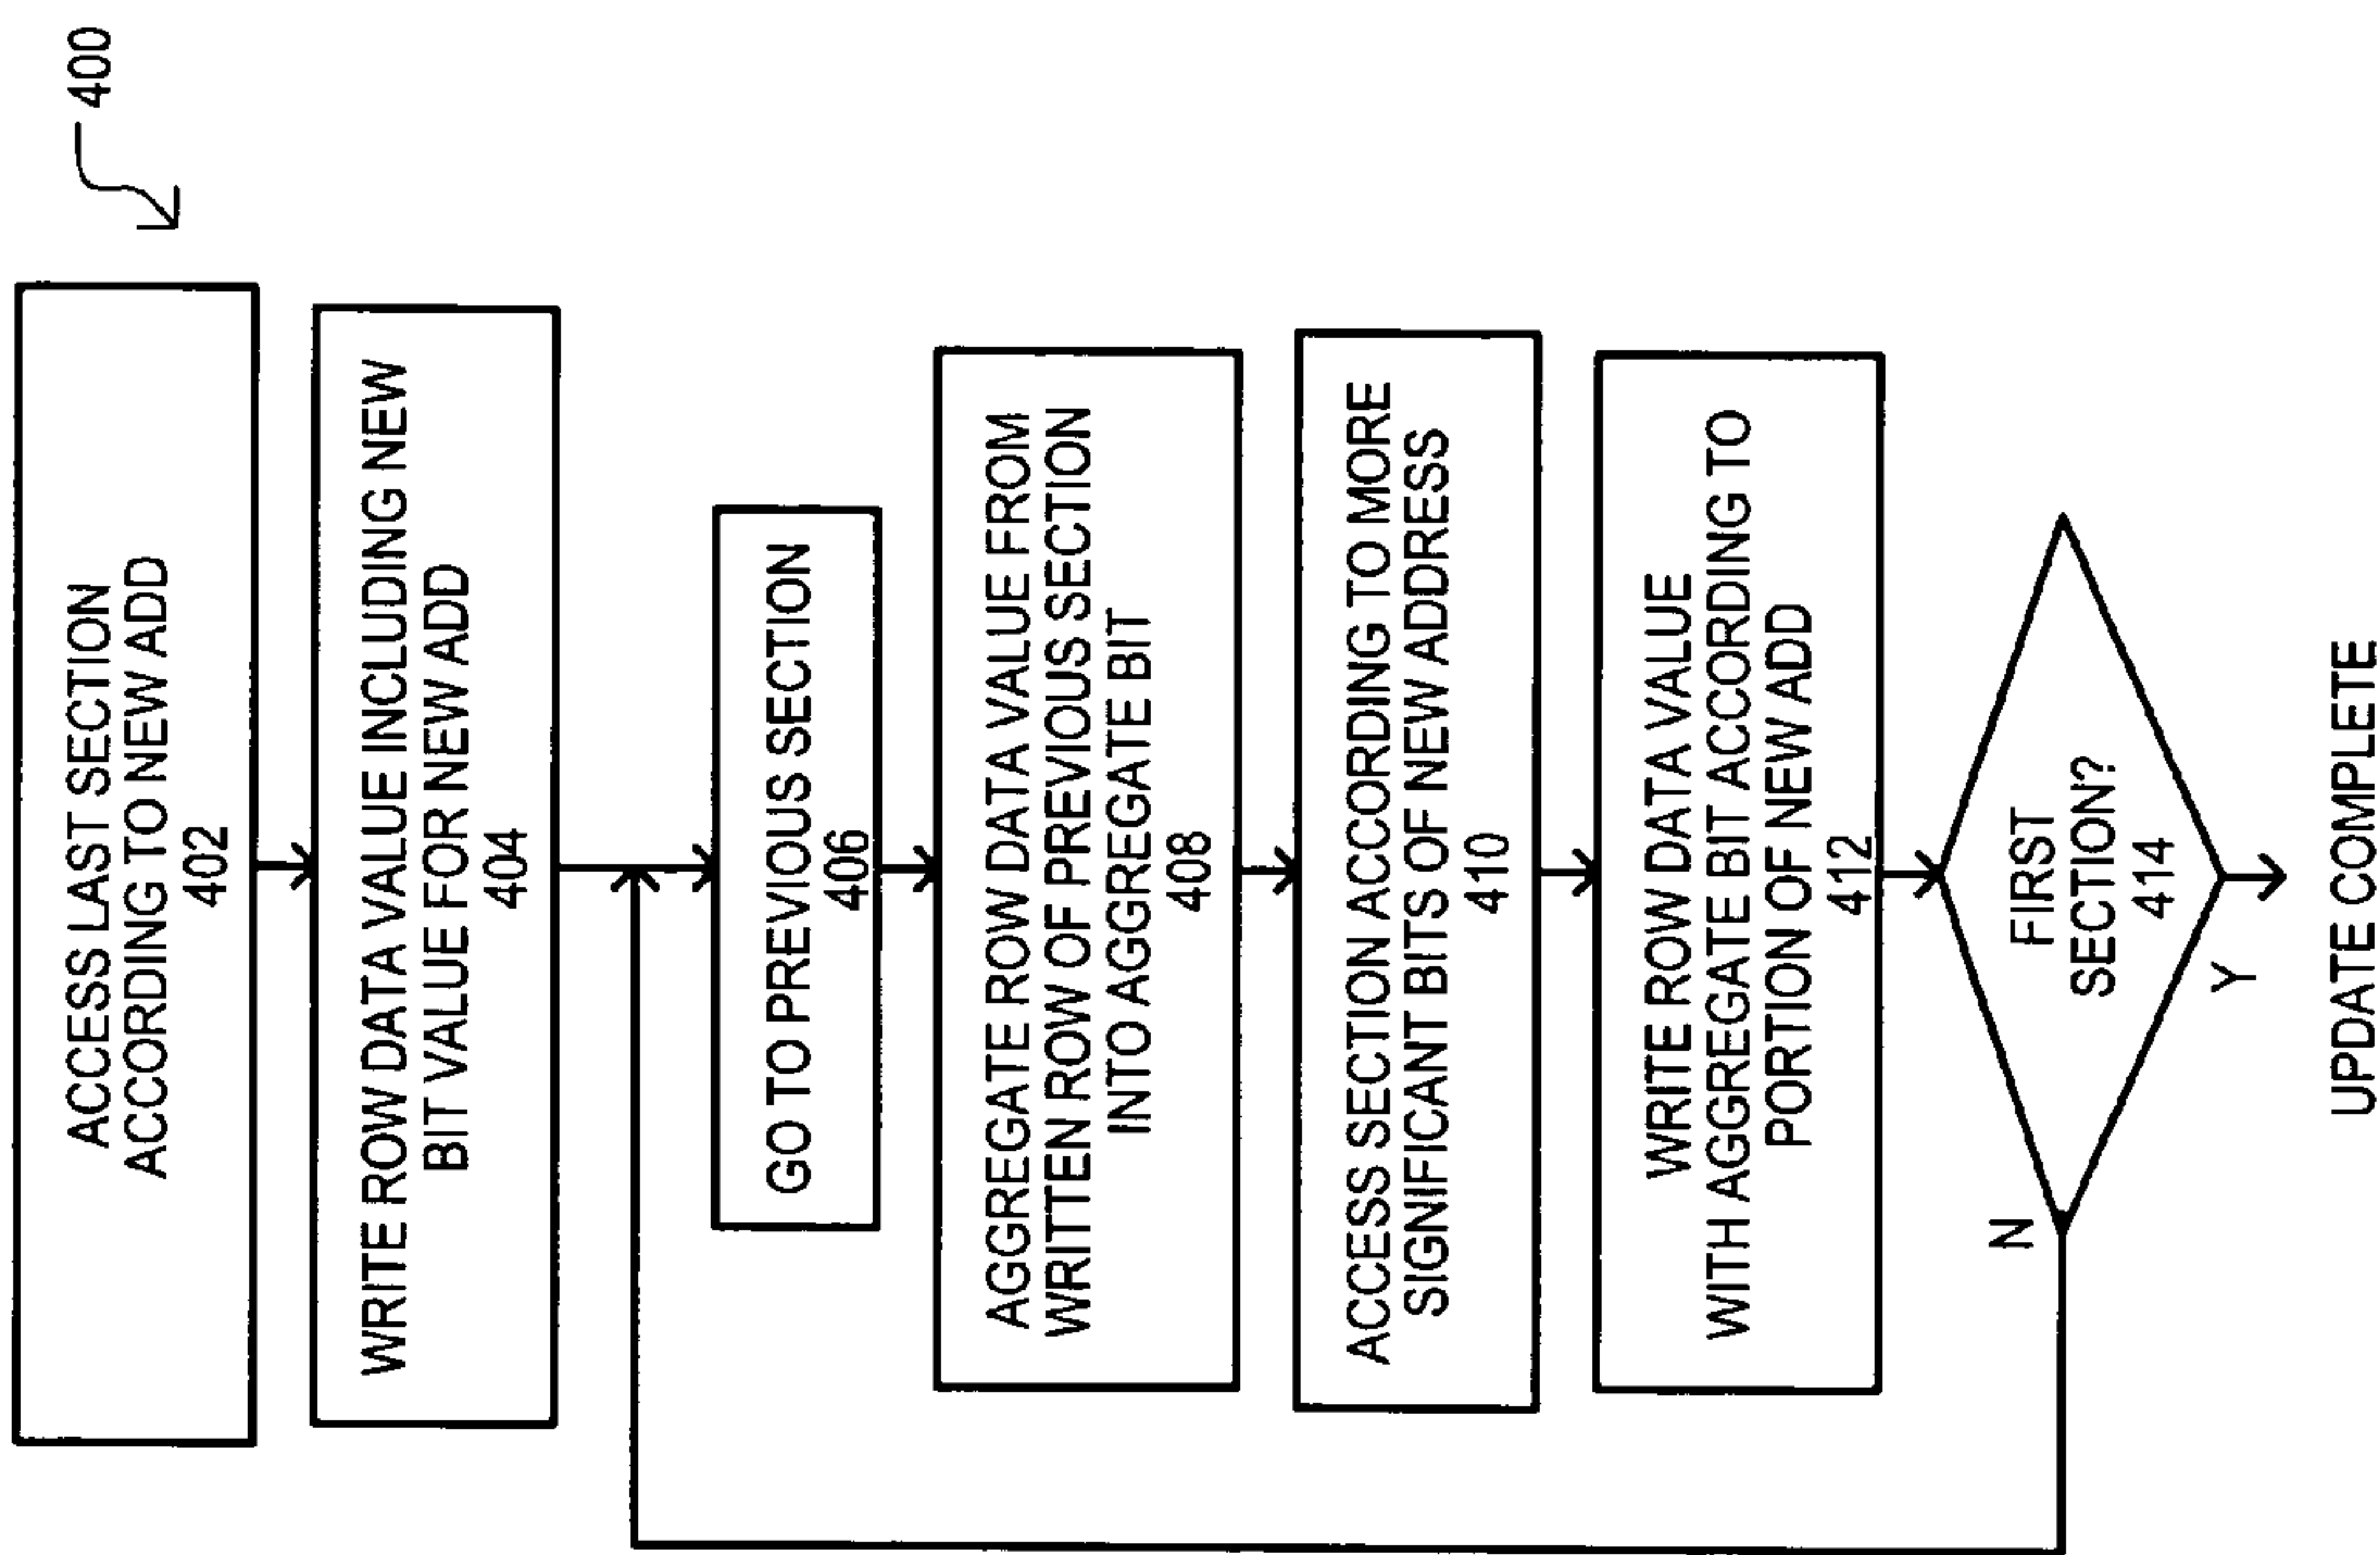 400
ACCESS LAST SECTION
ACCORDING TO NEW ADD
402
WRITE ROW DATA VALUE INCLUDING NEW
BIT VALUE FOR NEW ADD
404
GO TO PREVIOUS SECTION
406
AGGREGATE ROW DATA VALUE FROM
WRITTEN ROW OF PREVIOUS SECTION
INTO AGGREGATE BIT
408
ACCESS SECTION ACCORDING TO MORE
SIGNIFICANT BITS OF NEW ADDRESS
410
WRITE ROW DATA VALUE
WITH AGGREGATE BIT ACCORDING TO
PORTION OF NEW ADD
412
N
FIRST
SECTION?
414
Y
UPDATE COMPLETE